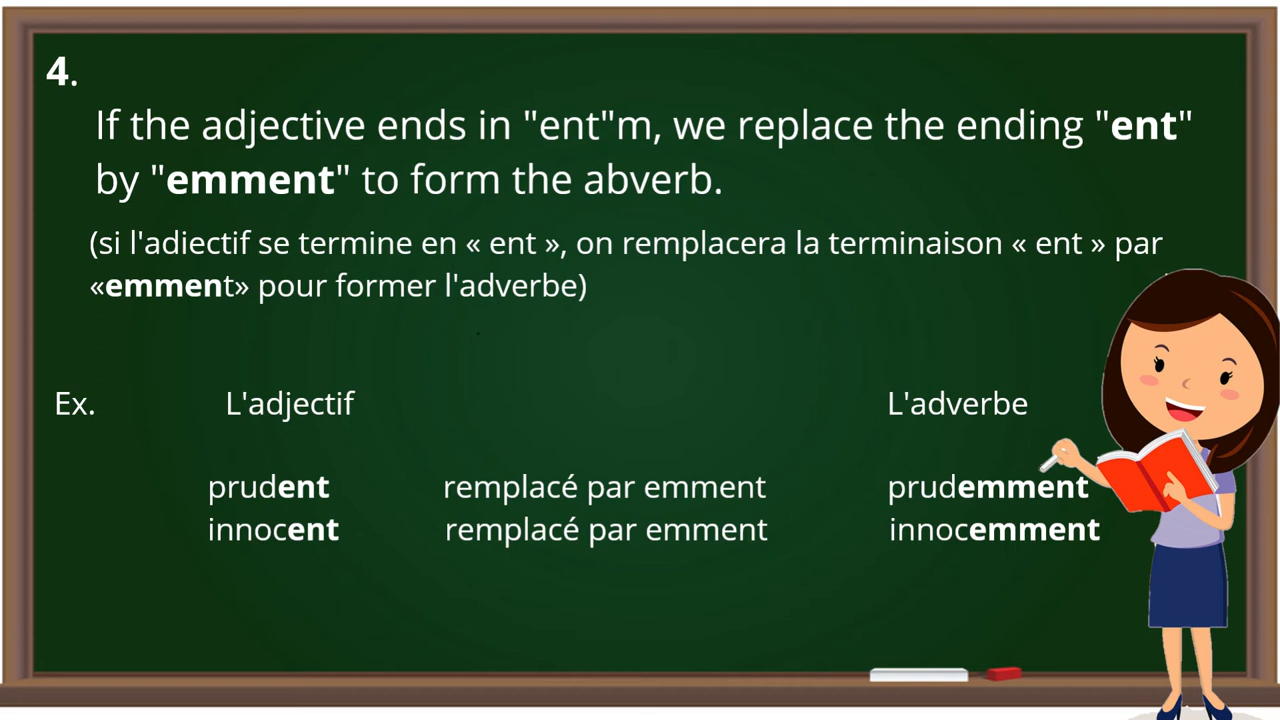 4.
If the adjective ends in "ent"m, we replace the ending "ent"
by "emment" to form the abverb.
(si l'adiectif se termine en « ent », on remplacera la terminaison « ent » par
«emment» pour former l'adverbe)
Ex. L'adjectif L'adverbe
prudent remplacé par emment prudemment
innocent remplacé par emment innocemment